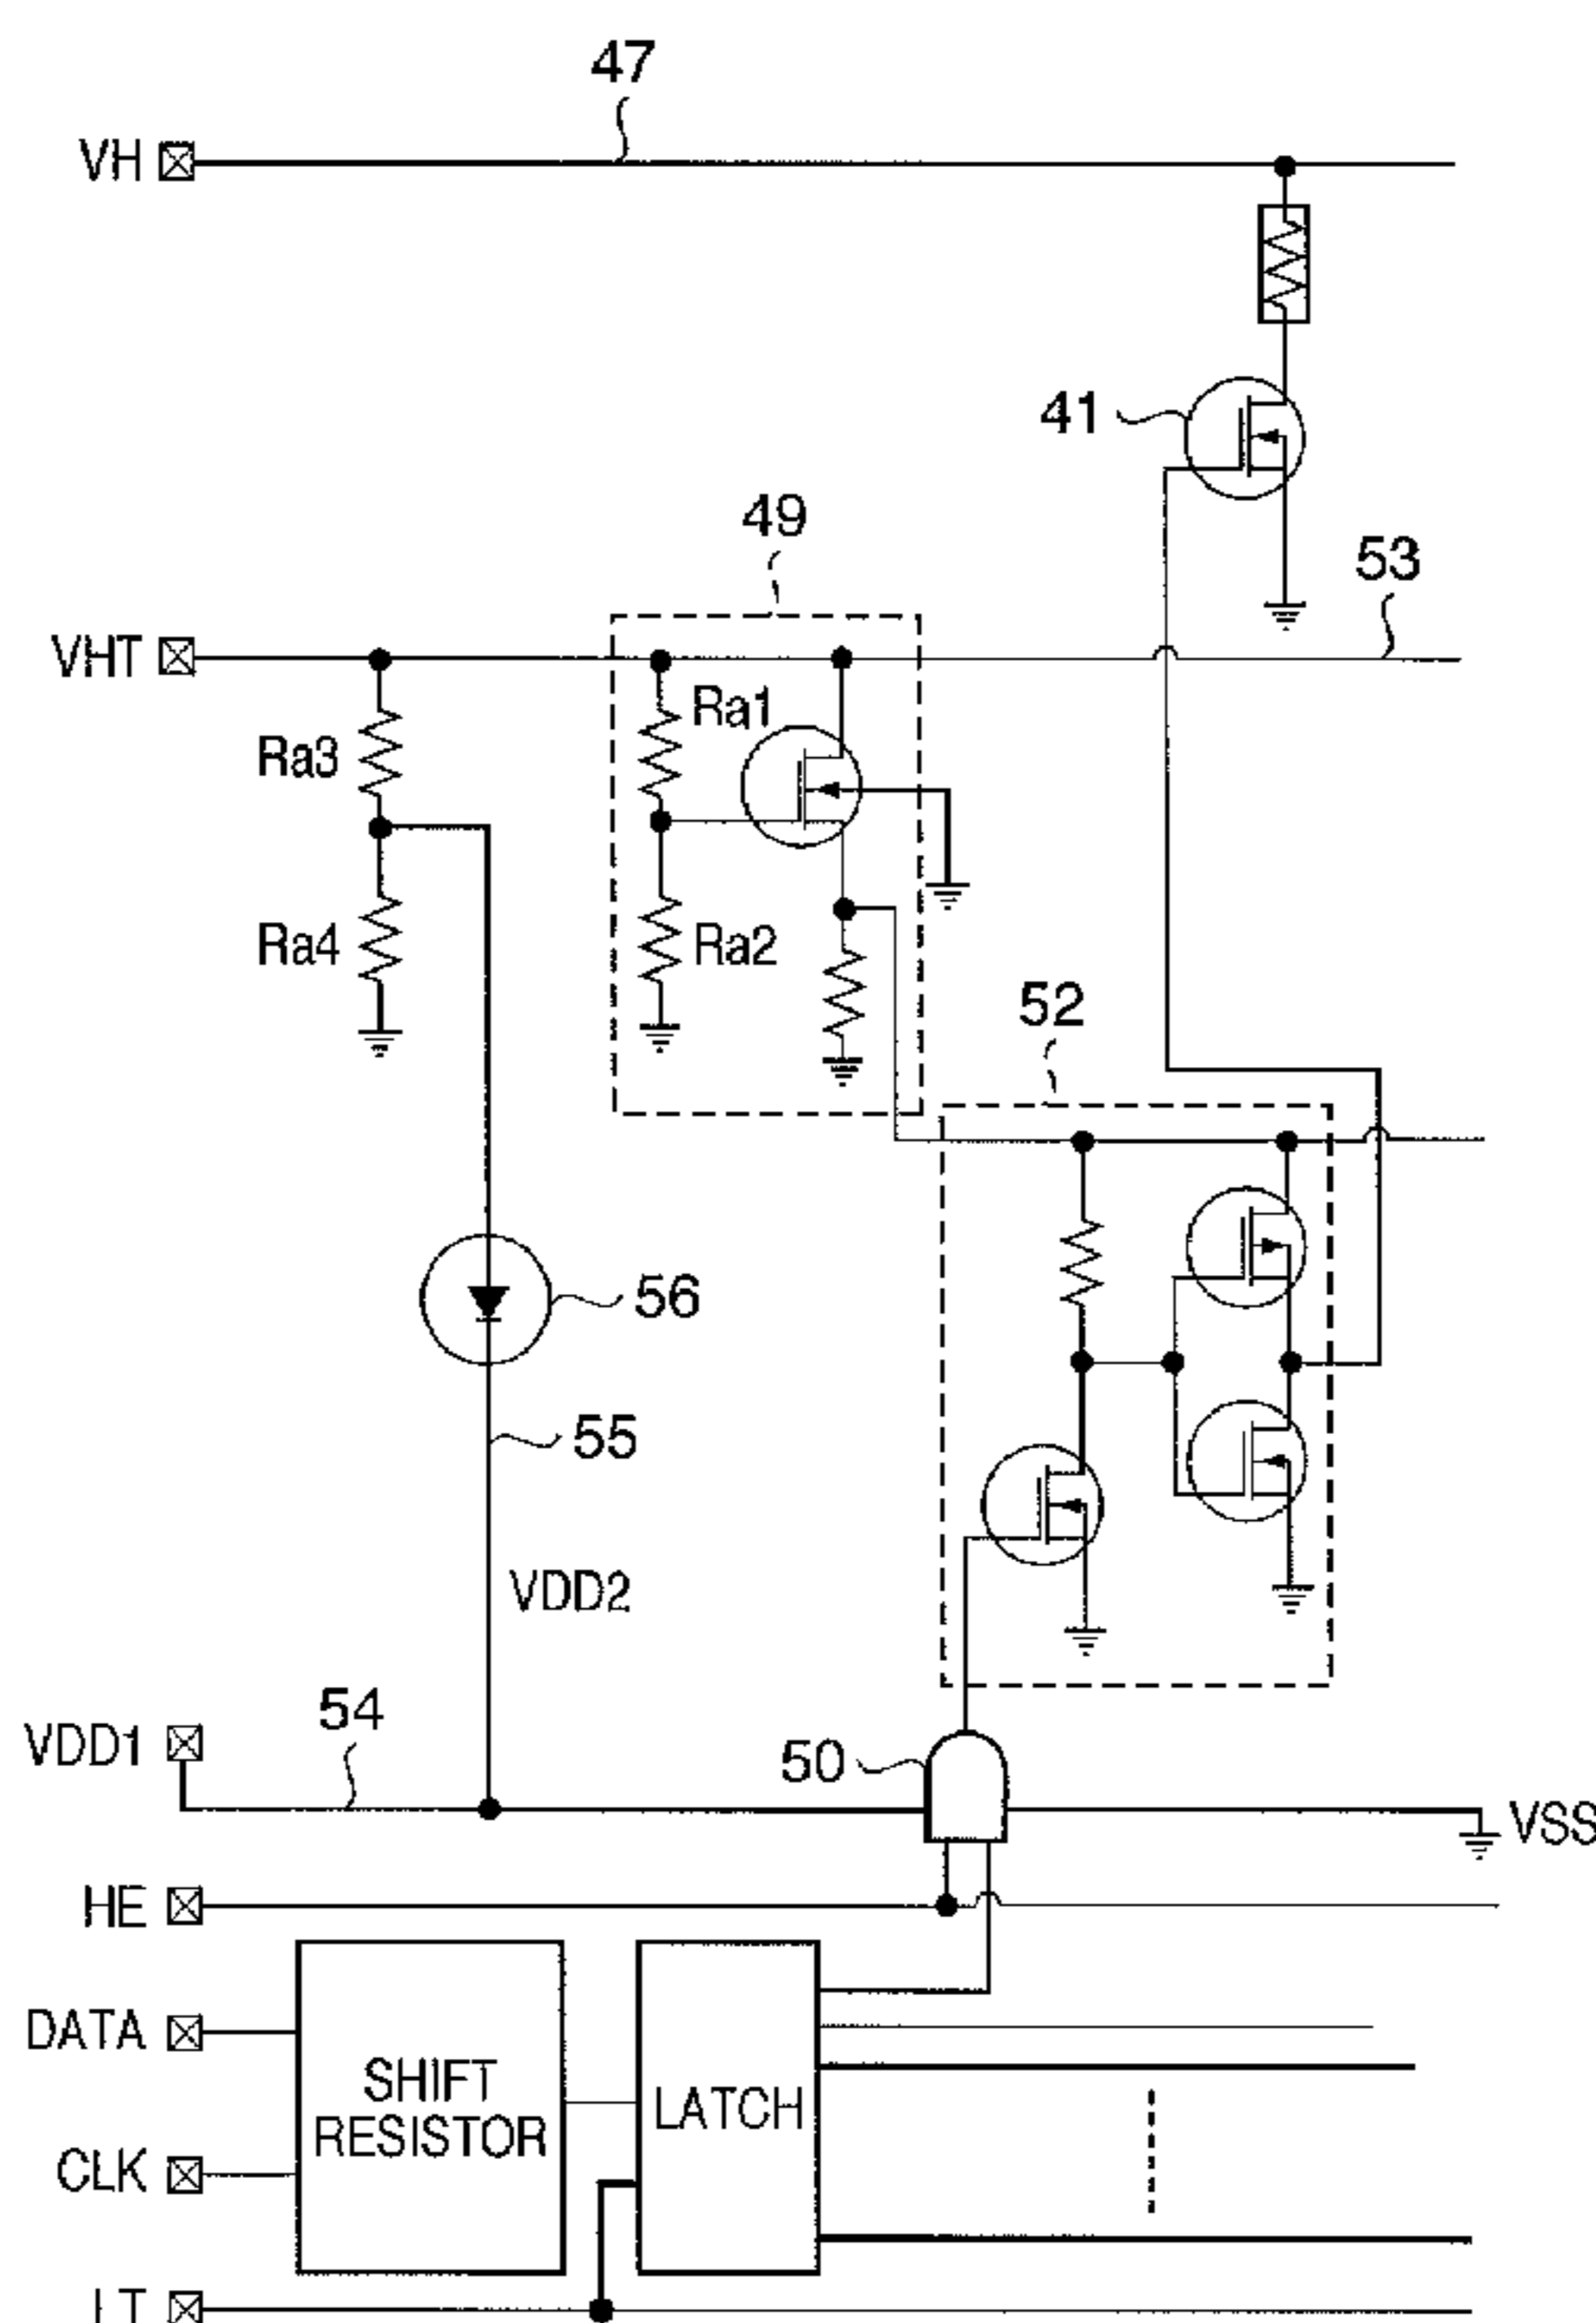 47
VH
41
49
53
VHT
Ra1
Ra3
Ra4
Ra2
52
56
55
VDD2
54
VDD1
50
VSS
HE
DATA
SHIFT
RESISTOR
LATCH
CLK
LT